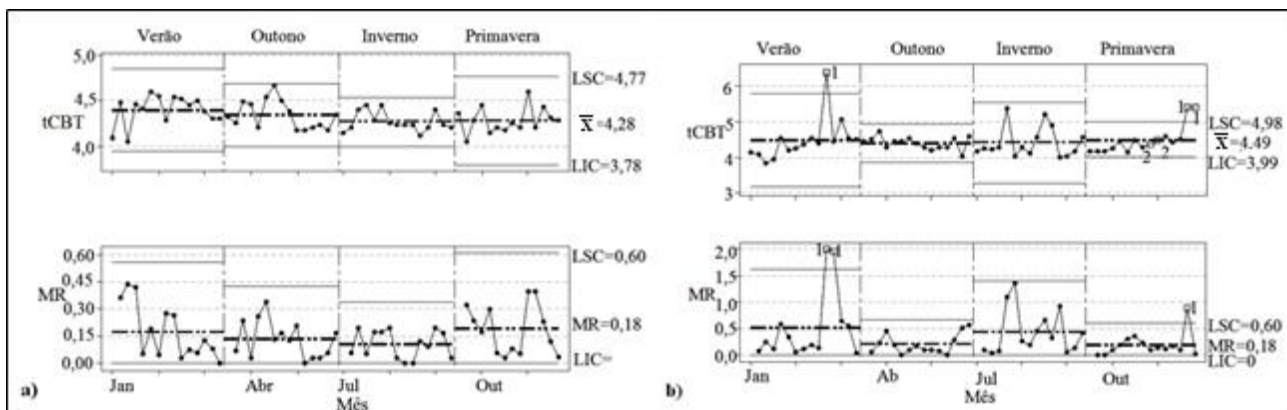 Verão Outono Inverno Primavera
5,0
LSC=4,77
4,5
tCBT
X=4,28
4,0
LIC=3,78
0,60
LSC=0,60
0,45
MR
0,30
MR=0,18
0,15
0,00
LIC=
Jan Abr Jul Out
Mês
a)
Verão Outono Inverno Primavera
1
6
1
1
LSC=4,98
5
tCBT
X=4.49
4
2 2
LIC=3,99
3
2,0
1 1
1,5
MR
1,0
1
LSC=0,60
0,5
MR=0,18
0,0
LIC=0
Jan Ab Jul Out
Mês
b)